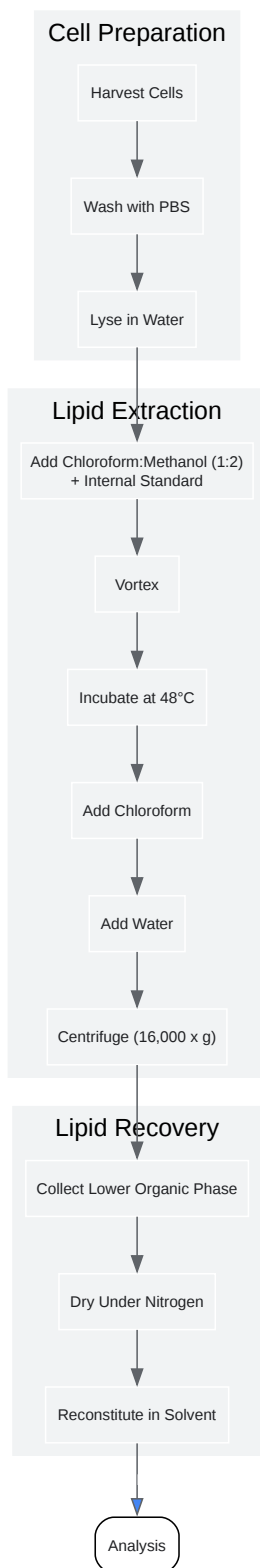 Cell Preparation
Harvest Cells
Wash with PBS
Lyse in Water
Lipid Extraction
Add Chloroform:Methanol (1:2)
+ Internal Standard
Vortex
Incubate at 48°C
Add Chloroform
Add Water
Centrifuge (16,000 x g)
Lipid Recovery
Collect Lower Organic Phase
Dry Under Nitrogen
Reconstitute in Solvent
Analysis